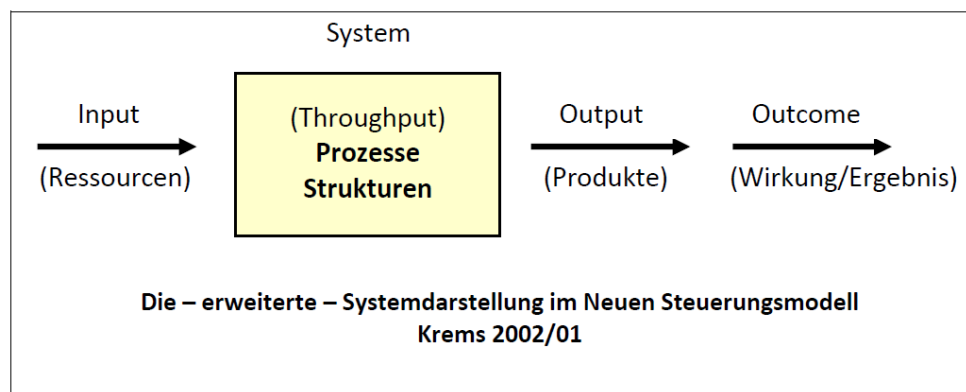 System
Input
(Ressourcen)
(Throughput)
Prozesse
Strukturen
Output
(Produkte)
Outcome
(Wirkung/Ergebnis)
Die – erweiterte – Systemdarstellung im Neuen Steuerungsmodell
Krems 2002/01